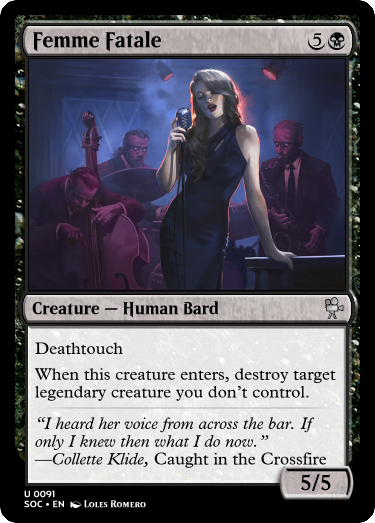 Femme Fatale 5
Creature — Human Bard
Deathtouch
When this creature enters, destroy target
legendary creature you don't control.
"I heard her voice from across the bar. If
only I knew then what I do now."
—Collette Klide, Caught in the Crossfire
5/5
U 0091
SOC • EN Loles Romero